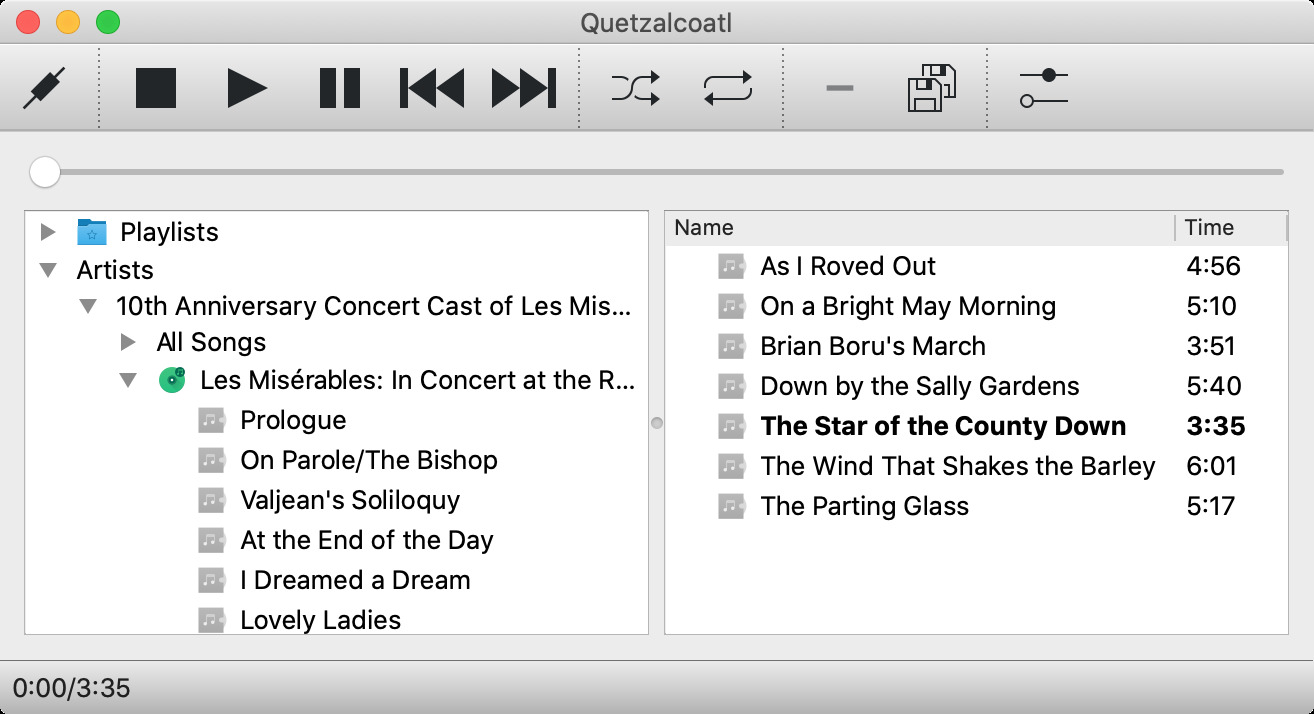 Quetzalcoatl
Playlists
Artists
10th Anniversary Concert Cast of Les Mis...
All Songs
Les Misérables: In Concert at the R...
Prologue
On Parole/The Bishop
Valjean's Soliloquy
At the End of the Day
I Dreamed a Dream
Lovely Ladies
Name Time
As I Roved Out 4:56
On a Bright May Morning 5:10
Brian Boru's March 3:51
Down by the Sally Gardens 5:40
The Star of the County Down 3:35
The Wind That Shakes the Barley 6:01
The Parting Glass 5:17
0:00/3:35